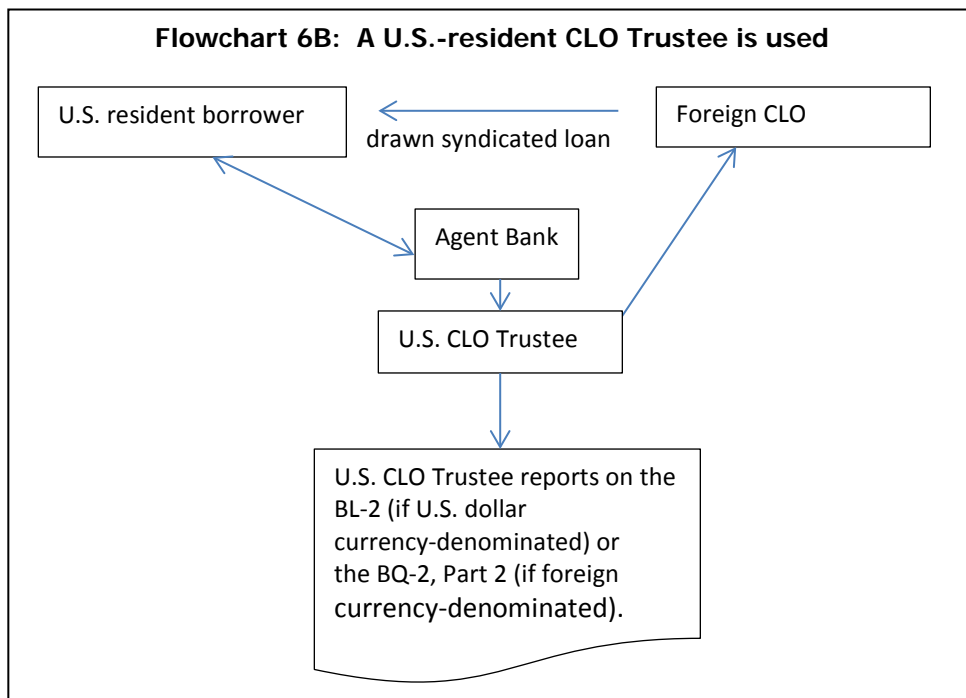 Flowchart 6B: A U.S.-resident CLO Trustee is used
U.S. resident borrower
Foreign CLO
drawn syndicated loan
Agent Bank
U.S. CLO Trustee
U.S. CLO Trustee reports on the
BL-2 (if U.S. dollar
currency-denominated) or
the BQ-2, Part 2 (if foreign
currency-denominated).